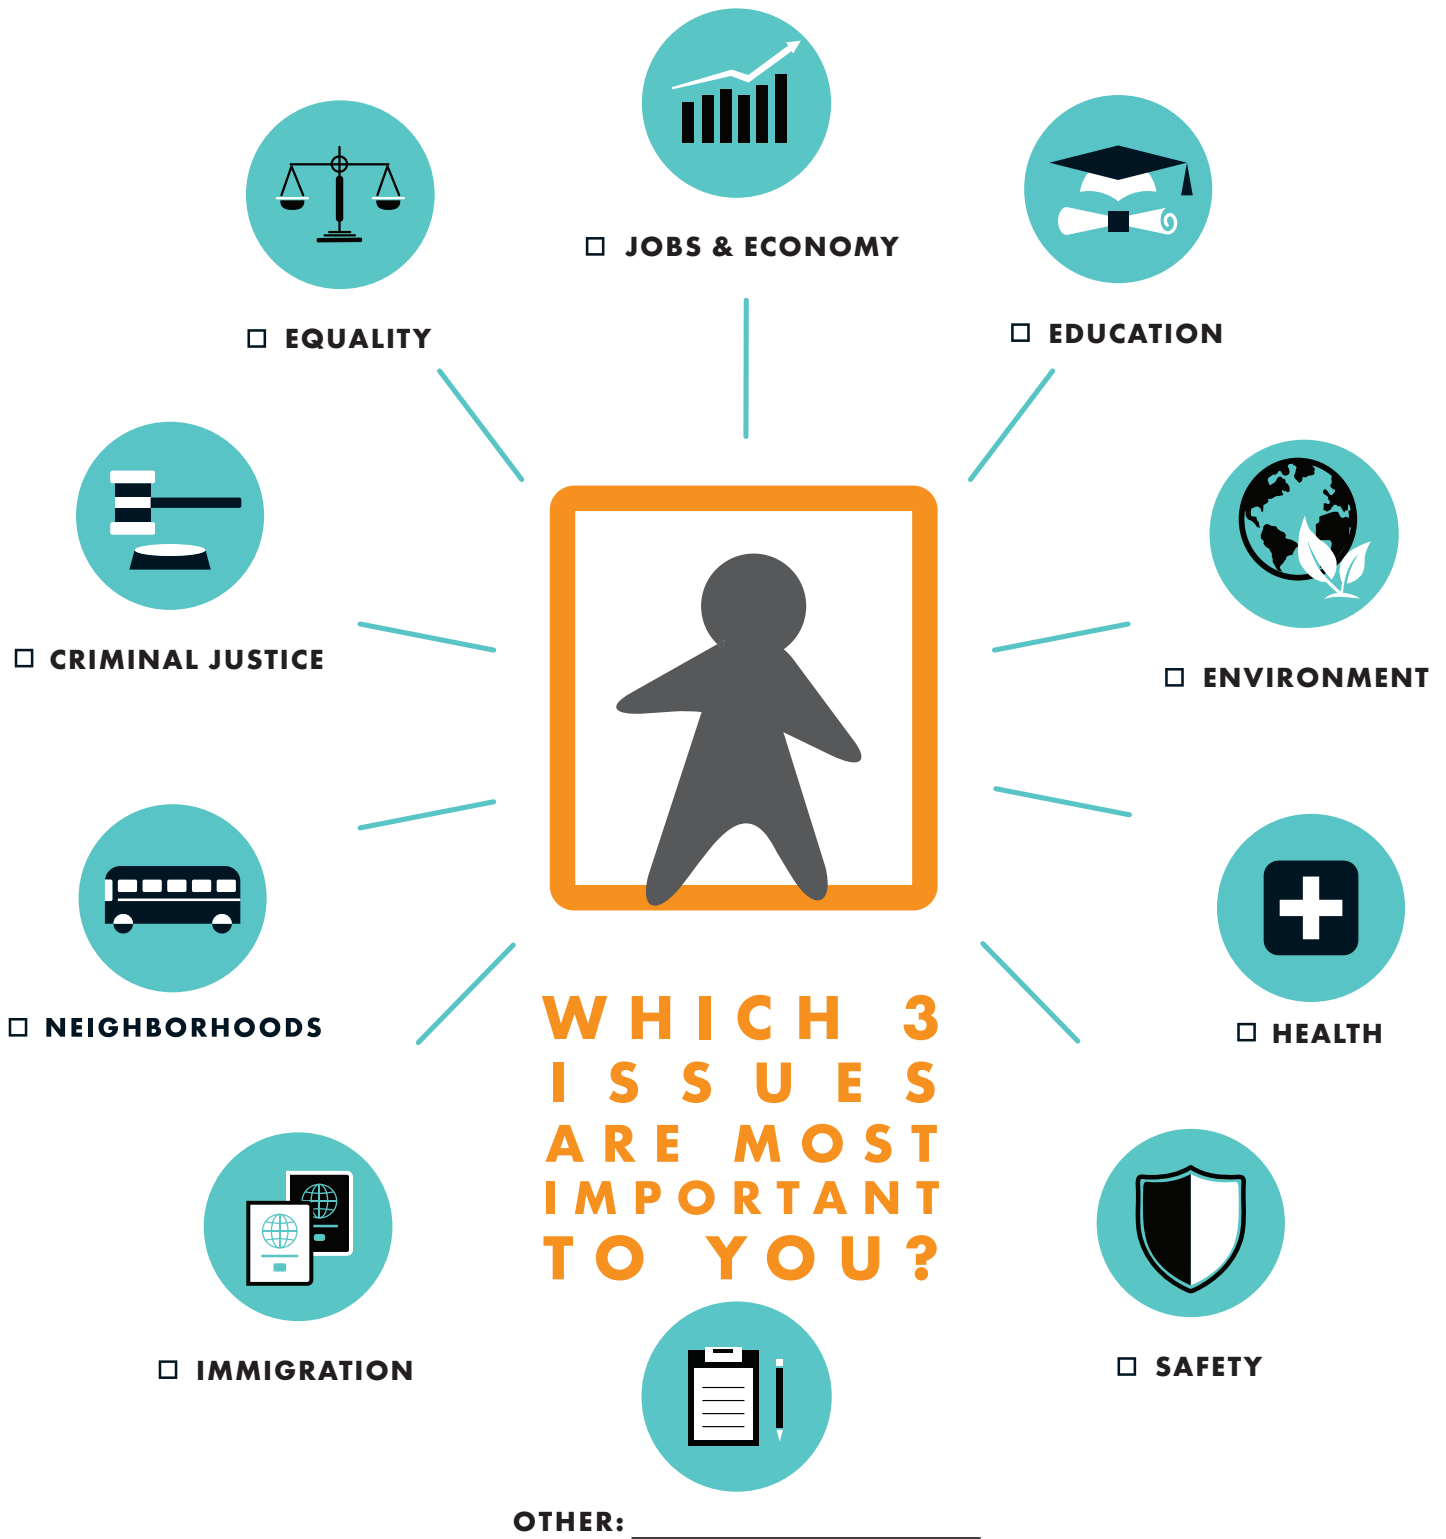 JOBS & ECONOMY
EQUALITY
EDUCATION
CRIMINAL JUSTICE
ENVIRONMENT
NEIGHBORHOODS
HEALTH
WHICH 3
ISSUES
ARE MOST
IMPORTANT
TO YOU?
IMMIGRATION
SAFETY
OTHER: